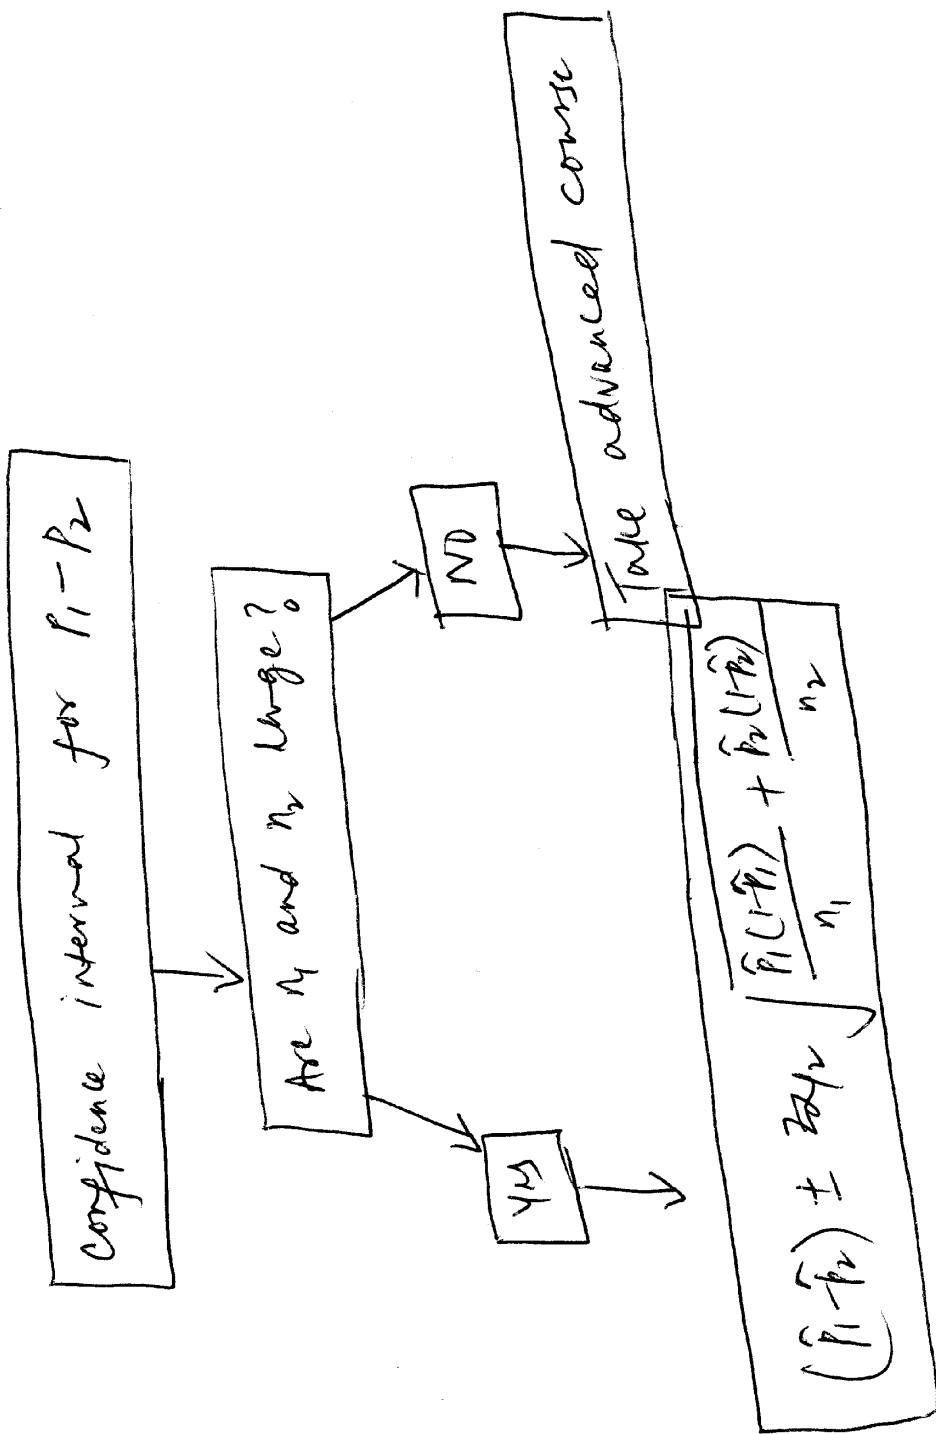 Confidence interval for P₁ - P₂
Are n₁ and n₂ large?
YES
NO
Take advanced course
(p̂₁ - p̂₂) ± z_α/₂ √(p̂₁(1-p̂₁)/n₁ + p̂₂(1-p̂₂)/n₂)